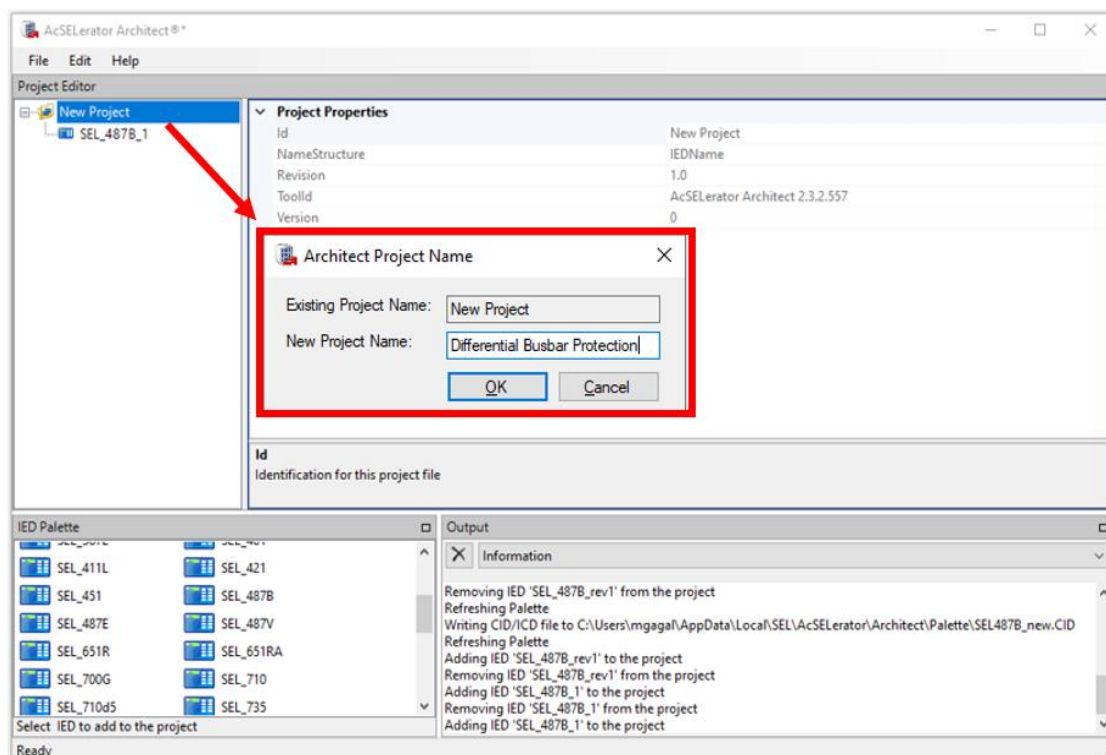 AcSELerator Architect®*
File Edit Help
Project Editor
New Project
SEL_487B_1
Project Properties
Id New Project
NameStructure IEDName
Revision 1.0
ToolId AcSELerator Architect 2.3.2.557
Version 0
Architect Project Name
Existing Project Name: New Project
New Project Name: Differential Busbar Protection
OK Cancel
Id
Identification for this project file
IED Palette
SEL_411L SEL_421
SEL_451 SEL_487B
SEL_487E SEL_487V
SEL_651R SEL_651RA
SEL_700G SEL_710
SEL_710d5 SEL_735
Select IED to add to the project
Output
Information
Removing IED 'SEL_487B_rev1' from the project
Refreshing Palette
Writing CID/ICD file to C:\Users\mgagal\AppData\Local\SEL\AcSELerator\Architect\Palette\SEL487B_new.CID
Refreshing Palette
Adding IED 'SEL_487B_rev1' to the project
Removing IED 'SEL_487B_rev1' from the project
Adding IED 'SEL_487B_1' to the project
Removing IED 'SEL_487B_1' from the project
Adding IED 'SEL_487B_1' to the project
Ready